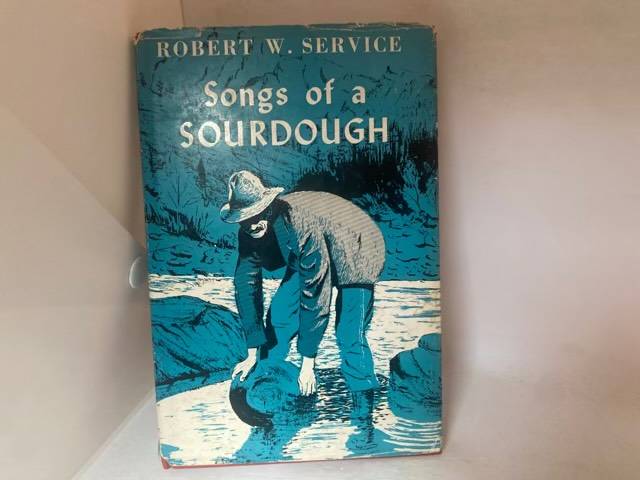 ROBERT W. SERVICE
Songs of a
SOURDOUGH